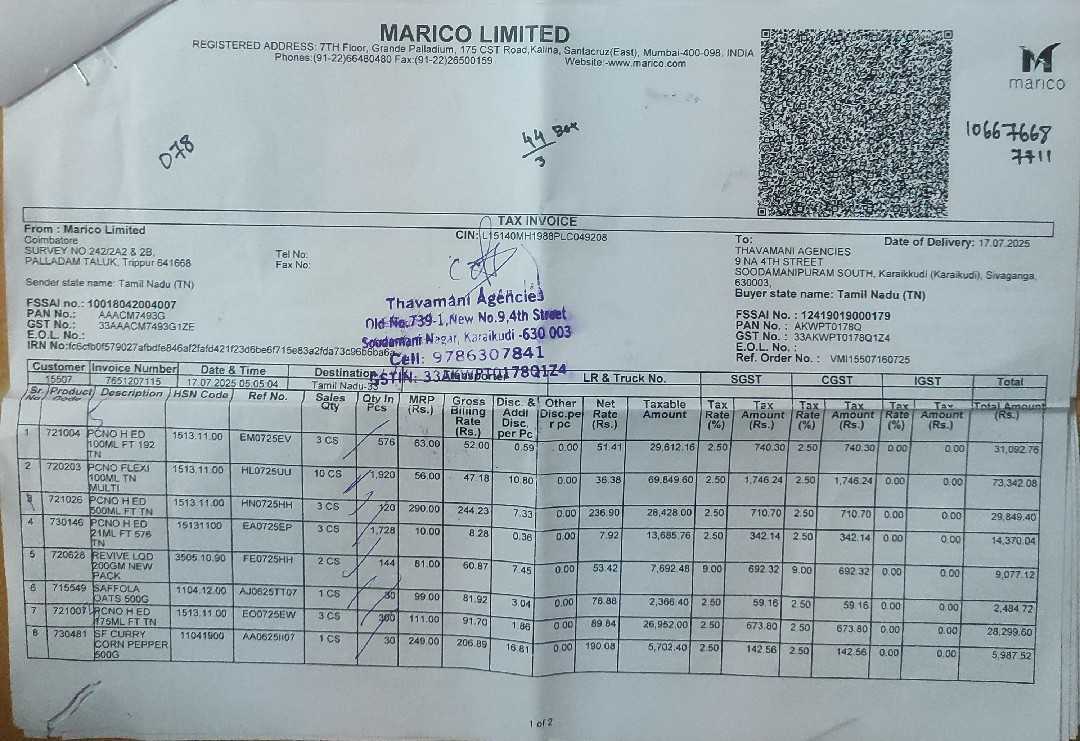 MARICO LIMITED
REGISTERED ADDRESS: 7TH Floor, Grande Palladium, 175 CST Road,Kalina, Santacruz(East), Mumbai-400-098. INDIA
Phones:(91-22)66480480 Fax:(91-22)26500159 Website:-www.marico.com
marico
078
44 Box
3
10667668
7711
TAX INVOICE
CIN: L15140MH1988PLC049208
From : Marico Limited
Coimbatore
SURVEY NO 242/2A2 & 2B,
PALLADAM TALUK, Trippur 641668
Tel No:
Fax No:
Sender state name: Tamil Nadu (TN)
FSSAI no.: 10018042004007
PAN No.: AAACM7493G
GST No.: 33AAACM7493G1ZE
E.O.L. No.:
IRN No:
Thavamani Agencies
Old No.739-1,New No.9,4th Street
Soodamani Nagar, Karaikudi -630 003
Cell: 9786307841
GSTIN: 33AKWPT0178Q1Z4
To:
Date of Delivery: 17.07.2025
THAVAMANI AGENCIES
9 NA 4TH STREET
SOODAMANIPURAM SOUTH, Karaikkudi (Karaikudi), Sivaganga,
630003,
Buyer state name: Tamil Nadu (TN)
FSSAI No. : 12419019000179
PAN No. : AKWPT0178Q
GST No. : 33AKWPT0178Q1Z4
E.O.L. No. :
Ref. Order No. : VMI15507160725
Customer Invoice Number Date & Time Destination Transporter LR & Truck No. SGST CGST IGST Total
15507 7651207115 17.07.2025 05:05:04 Tamil Nadu-33
Sr. No Product Code Description HSN Code Ref No. Sales Qty Qty In Pcs MRP (Rs.) Gross Billing Rate (Rs.) Disc. & Addl Disc. per Pc Other Disc.per pc Net Rate (Rs.) Taxable Amount Tax Rate (%) Tax Amount (Rs.) Tax Rate (%) Tax Amount (Rs.) Tax Rate (%) Tax Amount (Rs.) Total Amount (Rs.)
1 721004 PCNO H ED 100ML FT 192 TN 1513.11.00 EM0725EV 3 CS 576 63.00 52.00 0.59 0.00 51.41 29,612.16 2.50 740.30 2.50 740.30 0.00 0.00 31,092.76
2 720203 PCNO FLEXI 100ML TN MULTI 1513.11.00 HL0725UU 10 CS 1,920 56.00 47.18 10.80 0.00 36.38 69,849.60 2.50 1,746.24 2.50 1,746.24 0.00 0.00 73,342.08
3 721026 PCNO H ED 500ML FT TN 1513.11.00 HN0725HH 3 CS 120 290.00 244.23 7.33 0.00 236.90 28,428.00 2.50 710.70 2.50 710.70 0.00 0.00 29,849.40
4 730146 PCNO H ED 21ML FT 576 TN 15131100 EA0725EP 3 CS 1,728 10.00 8.28 0.36 0.00 7.92 13,685.76 2.50 342.14 2.50 342.14 0.00 0.00 14,370.04
5 720628 REVIVE LQD 200GM NEW PACK 3505.10.90 FE0725HH 2 CS 144 81.00 60.87 7.45 0.00 53.42 7,692.48 9.00 692.32 9.00 692.32 0.00 0.00 9,077.12
6 715549 SAFFOLA OATS 500G 1104.12.00 AJ0625TT07 1 CS 30 99.00 81.92 3.04 0.00 78.88 2,366.40 2.50 59.16 2.50 59.16 0.00 0.00 2,484.72
7 721007 PCNO H ED 175ML FT TN 1513.11.00 EO0725EW 3 CS 300 111.00 91.70 1.86 0.00 89.84 26,952.00 2.50 673.80 2.50 673.80 0.00 0.00 28,299.60
8 730481 SF CURRY CORN PEPPER 500G 11041900 AA0625II07 1 CS 30 249.00 206.89 16.81 0.00 190.08 5,702.40 2.50 142.56 2.50 142.56 0.00 0.00 5,987.52
1 of 2